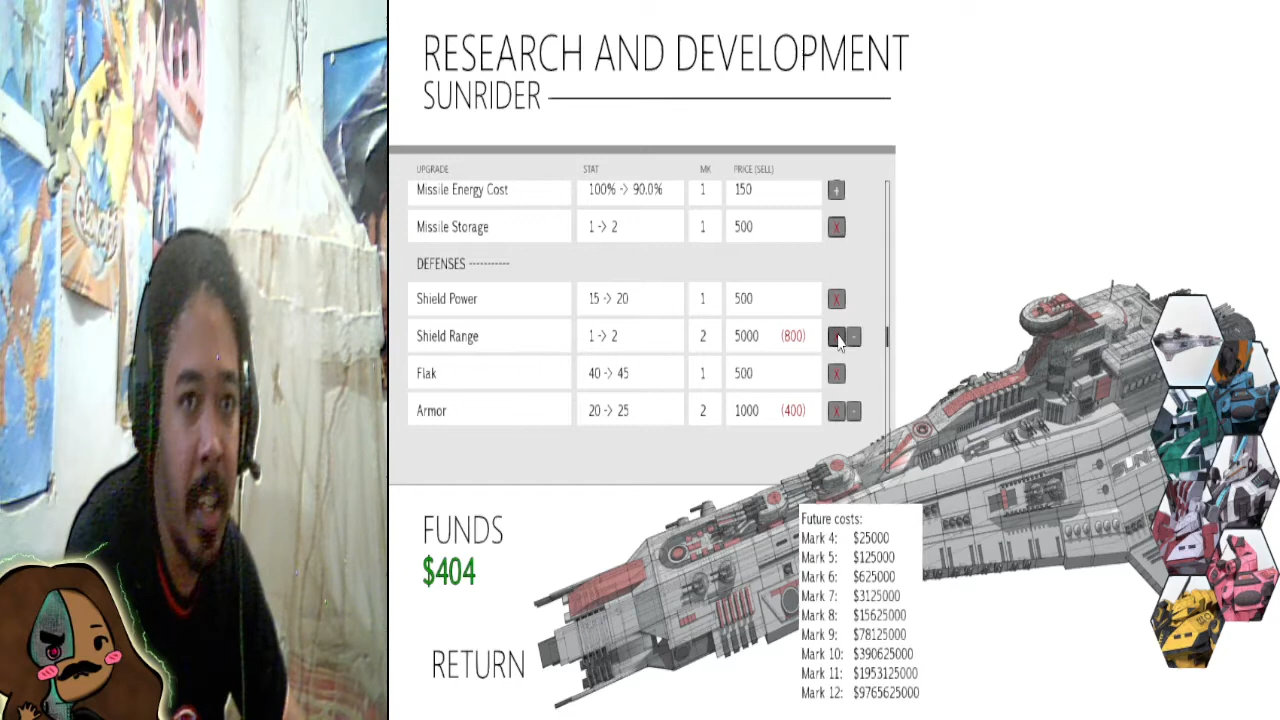 RESEARCH AND DEVELOPMENT
SUNRIDER
UPGRADE STAT MK PRICE (SELL)
Missile Energy Cost 100% -> 90.0% 1 150 +
Missile Storage 1 -> 2 1 500 X
DEFENSES -----------
Shield Power 15 -> 20 1 500 X
Shield Range 1 -> 2 2 5000 (800) -
Flak 40 -> 45 1 500 X
Armor 20 -> 25 2 1000 (400) X -
FUNDS
$404
RETURN
Future costs:
Mark 4: $25000
Mark 5: $125000
Mark 6: $625000
Mark 7: $3125000
Mark 8: $15625000
Mark 9: $78125000
Mark 10: $390625000
Mark 11: $1953125000
Mark 12: $9765625000